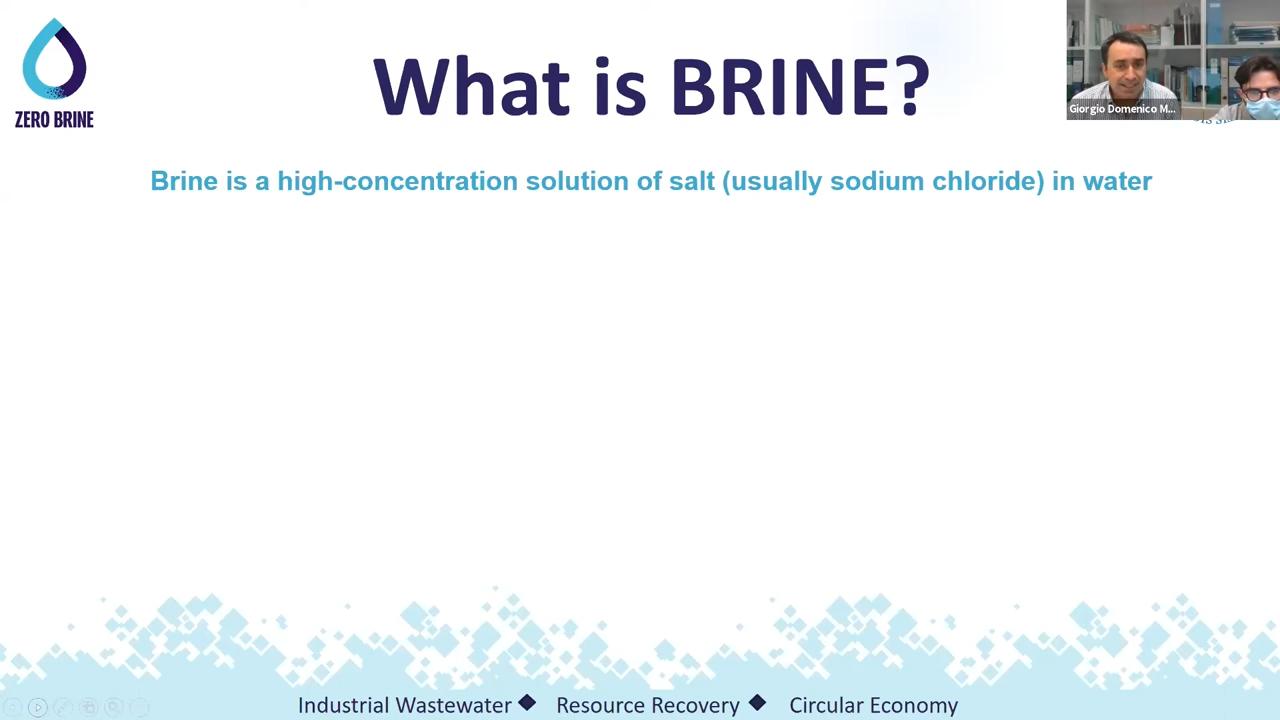 What is BRINE?
ZERO BRINE
Giorgio Domenico M...
Brine is a high-concentration solution of salt (usually sodium chloride) in water
Industrial Wastewater ◆ Resource Recovery ◆ Circular Economy